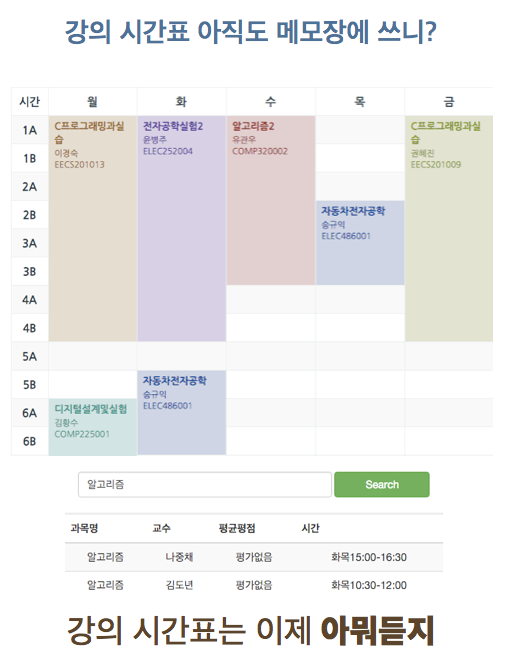 강의 시간표 아직도 메모장에 쓰니?
시간 월 화 수 목 금
1A
1B
2A
2B
3A
3B
4A
4B
5A
5B
6A
6B
C프로그래밍과실
습
이경숙
EECS201013
전자공학실험2
윤병주
ELEC252004
알고리즘2
유관우
COMP320002
C프로그래밍과실
습
권혜진
EECS201009
자동차전자공학
송규익
ELEC486001
자동차전자공학
송규익
ELEC486001
디지털설계및실험
김황수
COMP225001
알고리즘 Search
과목명 교수 평균평점 시간
알고리즘 나중채 평가없음 화목15:00-16:30
알고리즘 김도년 평가없음 화목10:30-12:00
강의 시간표는 이제 아뭐듣지